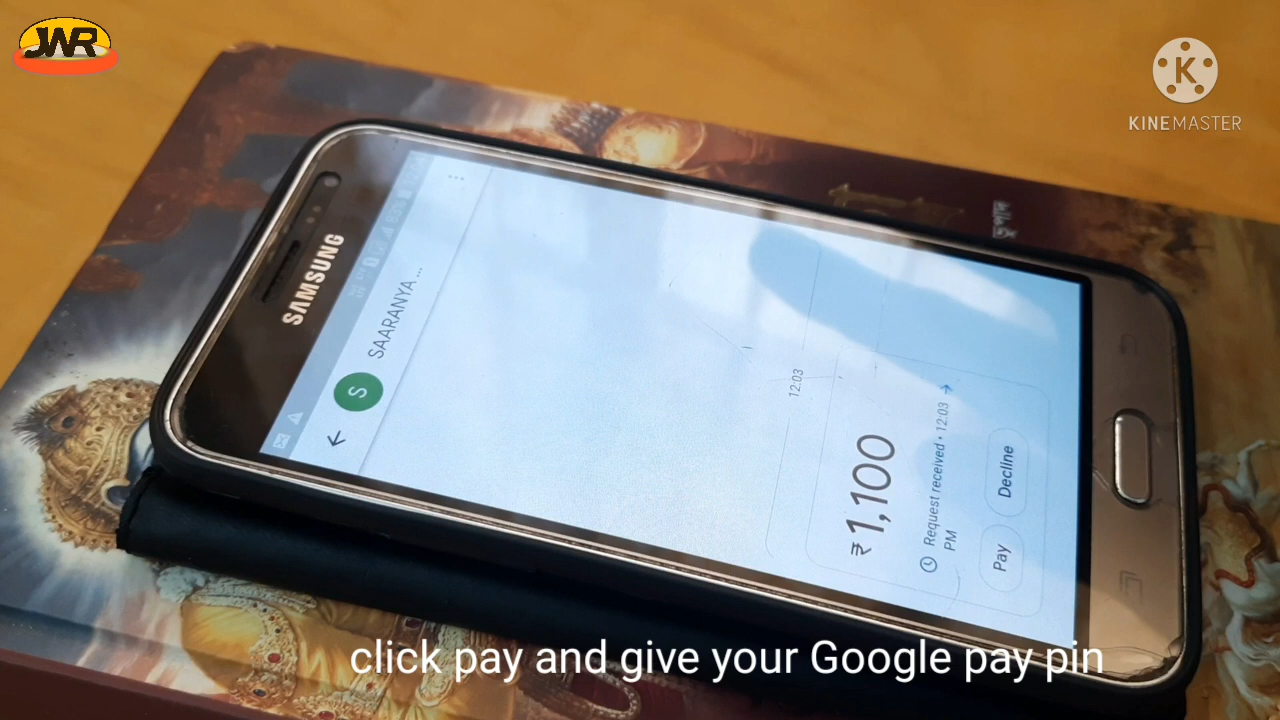 JWR
K
KINEMASTER
SAMSUNG
S
SAARANYA ...
12:03
₹1,100
Request received • 12:03
PM
Pay
Decline
click pay and give your Google pay pin